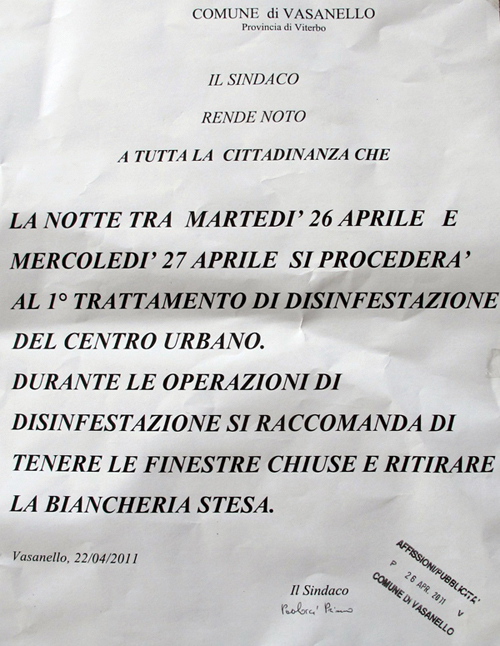 COMUNE di VASANELLO
Provincia di Viterbo
IL SINDACO
RENDE NOTO
A TUTTA LA CITTADINANZA CHE
LA NOTTE TRA MARTEDI' 26 APRILE E
MERCOLEDI' 27 APRILE SI PROCEDERA'
AL 1° TRATTAMENTO DI DISINFESTAZIONE
DEL CENTRO URBANO.
DURANTE LE OPERAZIONI DI
DISINFESTAZIONE SI RACCOMANDA DI
TENERE LE FINESTRE CHIUSE E RITIRARE
LA BIANCHERIA STESA.
Vasanello, 22/04/2011
Il Sindaco
AFFISSIONI/PUBBLICITA'
P 26 APR. 2011 V
COMUNE DI VASANELLO